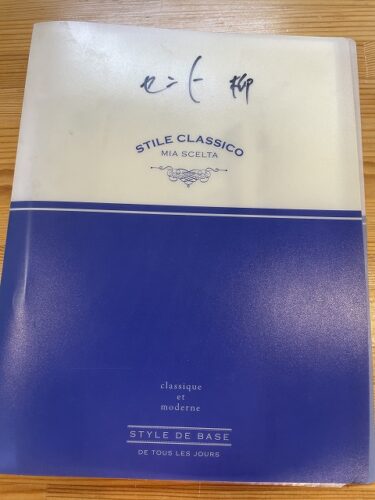 柳
STILE CLASSICO
MIA SCELTA
classique
et
moderne
STYLE DE BASE
DE TOUS LES JOURS